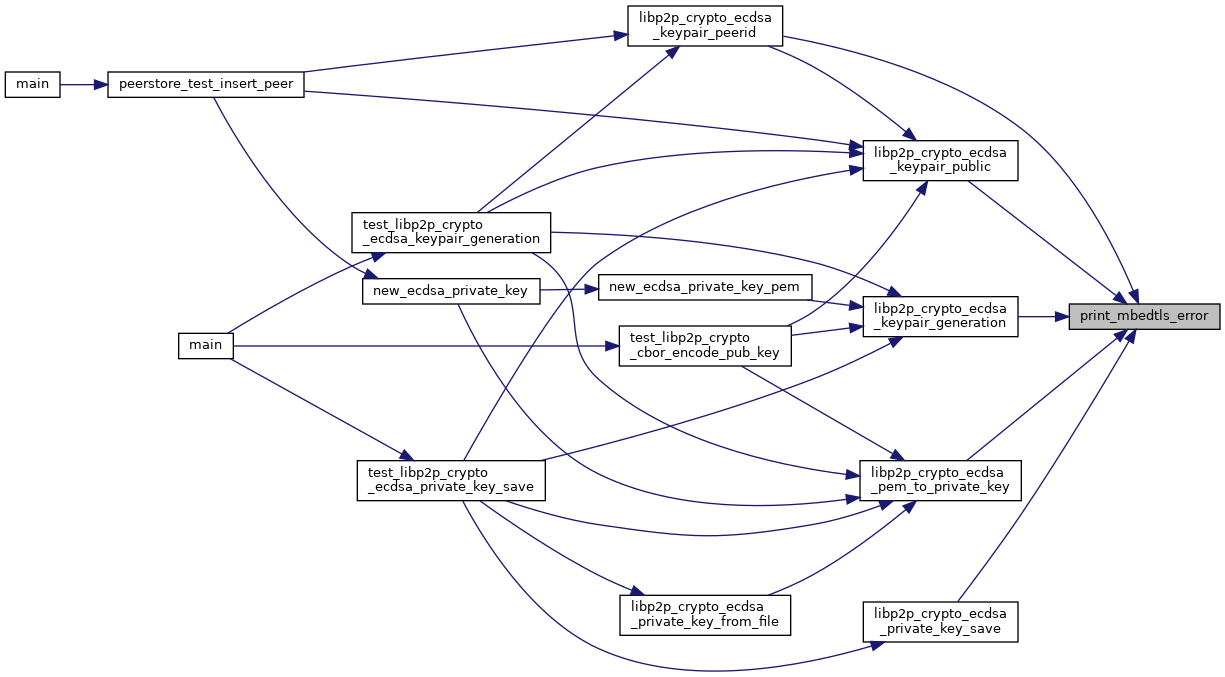 libp2p_crypto_ecdsa
_keypair_peerid
main
peerstore_test_insert_peer
libp2p_crypto_ecdsa
_keypair_public
test_libp2p_crypto
_ecdsa_keypair_generation
new_ecdsa_private_key
new_ecdsa_private_key_pem
libp2p_crypto_ecdsa
_keypair_generation
print_mbedtls_error
main
test_libp2p_crypto
_cbor_encode_pub_key
test_libp2p_crypto
_ecdsa_private_key_save
libp2p_crypto_ecdsa
_pem_to_private_key
libp2p_crypto_ecdsa
_private_key_from_file
libp2p_crypto_ecdsa
_private_key_save